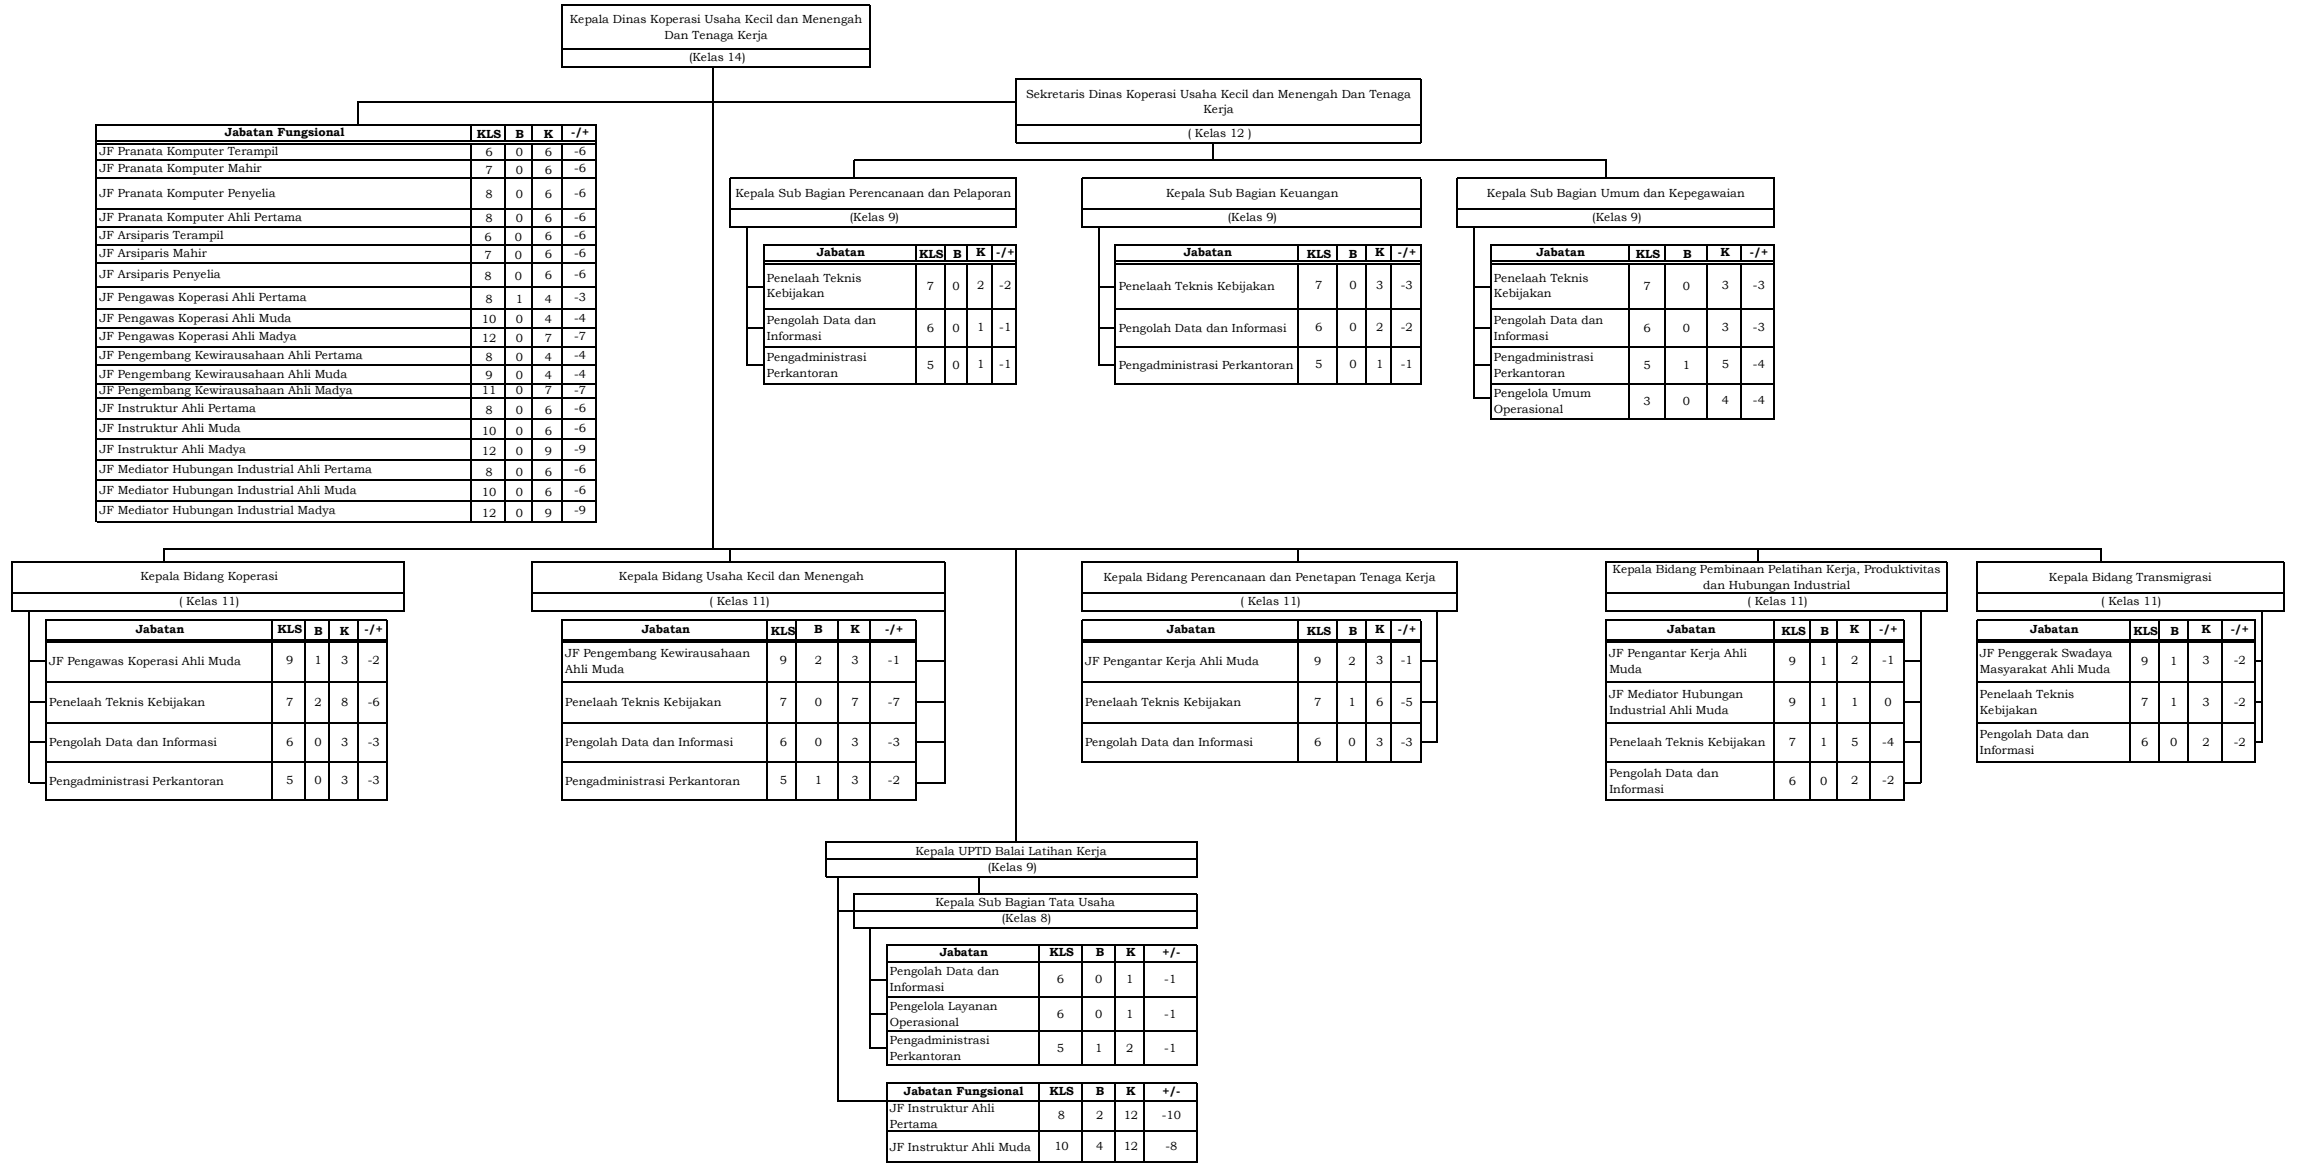 Kepala Dinas Koperasi Usaha Kecil dan Menengah
Dan Tenaga Kerja
(Kelas 14)
Sekretaris Dinas Koperasi Usaha Kecil dan Menengah Dan Tenaga
Kerja
( Kelas 12 )
Jabatan Fungsional KLS B K -/+
JF Pranata Komputer Terampil 6 0 6 -6
JF Pranata Komputer Mahir 7 0 6 -6
JF Pranata Komputer Penyelia 8 0 6 -6
JF Pranata Komputer Ahli Pertama 8 0 6 -6
JF Arsiparis Terampil 6 0 6 -6
JF Arsiparis Mahir 7 0 6 -6
JF Arsiparis Penyelia 8 0 6 -6
JF Pengawas Koperasi Ahli Pertama 8 1 4 -3
JF Pengawas Koperasi Ahli Muda 10 0 4 -4
JF Pengawas Koperasi Ahli Madya 12 0 7 -7
JF Pengembang Kewirausahaan Ahli Pertama 8 0 4 -4
JF Pengembang Kewirausahaan Ahli Muda 9 0 4 -4
JF Pengembang Kewirausahaan Ahli Madya 11 0 7 -7
JF Instruktur Ahli Pertama 8 0 6 -6
JF Instruktur Ahli Muda 10 0 6 -6
JF Instruktur Ahli Madya 12 0 9 -9
JF Mediator Hubungan Industrial Ahli Pertama 8 0 6 -6
JF Mediator Hubungan Industrial Ahli Muda 10 0 6 -6
JF Mediator Hubungan Industrial Madya 12 0 9 -9
Kepala Sub Bagian Perencanaan dan Pelaporan
(Kelas 9)
Jabatan KLS B K -/+
Penelaah Teknis
Kebijakan 7 0 2 -2
Pengolah Data dan
Informasi 6 0 1 -1
Pengadministrasi
Perkantoran 5 0 1 -1
Kepala Sub Bagian Keuangan
(Kelas 9)
Jabatan KLS B K -/+
Penelaah Teknis Kebijakan 7 0 3 -3
Pengolah Data dan Informasi 6 0 2 -2
Pengadministrasi Perkantoran 5 0 1 -1
Kepala Sub Bagian Umum dan Kepegawaian
(Kelas 9)
Jabatan KLS B K -/+
Penelaah Teknis
Kebijakan 7 0 3 -3
Pengolah Data dan
Informasi 6 0 3 -3
Pengadministrasi
Perkantoran 5 1 5 -4
Pengelola Umum
Operasional 3 0 4 -4
Kepala Bidang Koperasi
( Kelas 11)
Jabatan KLS B K -/+
JF Pengawas Koperasi Ahli Muda 9 1 3 -2
Penelaah Teknis Kebijakan 7 2 8 -6
Pengolah Data dan Informasi 6 0 3 -3
Pengadministrasi Perkantoran 5 0 3 -3
Kepala Bidang Usaha Kecil dan Menengah
( Kelas 11)
Jabatan KLS B K -/+
JF Pengembang Kewirausahaan
Ahli Muda 9 2 3 -1
Penelaah Teknis Kebijakan 7 0 7 -7
Pengolah Data dan Informasi 6 0 3 -3
Pengadministrasi Perkantoran 5 1 3 -2
Kepala Bidang Perencanaan dan Penetapan Tenaga Kerja
( Kelas 11)
Jabatan KLS B K -/+
JF Pengantar Kerja Ahli Muda 9 2 3 -1
Penelaah Teknis Kebijakan 7 1 6 -5
Pengolah Data dan Informasi 6 0 3 -3
Kepala Bidang Pembinaan Pelatihan Kerja, Produktivitas
dan Hubungan Industrial
( Kelas 11)
Jabatan KLS B K -/+
JF Pengantar Kerja Ahli
Muda 9 1 2 -1
JF Mediator Hubungan
Industrial Ahli Muda 9 1 1 0
Penelaah Teknis Kebijakan 7 1 5 -4
Pengolah Data dan
Informasi 6 0 2 -2
Kepala Bidang Transmigrasi
( Kelas 11)
Jabatan KLS B K -/+
JF Penggerak Swadaya
Masyarakat Ahli Muda 9 1 3 -2
Penelaah Teknis
Kebijakan 7 1 3 -2
Pengolah Data dan
Informasi 6 0 2 -2
Kepala UPTD Balai Latihan Kerja
(Kelas 9)
Kepala Sub Bagian Tata Usaha
(Kelas 8)
Jabatan KLS B K +/-
Pengolah Data dan
Informasi 6 0 1 -1
Pengelola Layanan
Operasional 6 0 1 -1
Pengadministrasi
Perkantoran 5 1 2 -1
Jabatan Fungsional KLS B K +/-
JF Instruktur Ahli
Pertama 8 2 12 -10
JF Instruktur Ahli Muda 10 4 12 -8